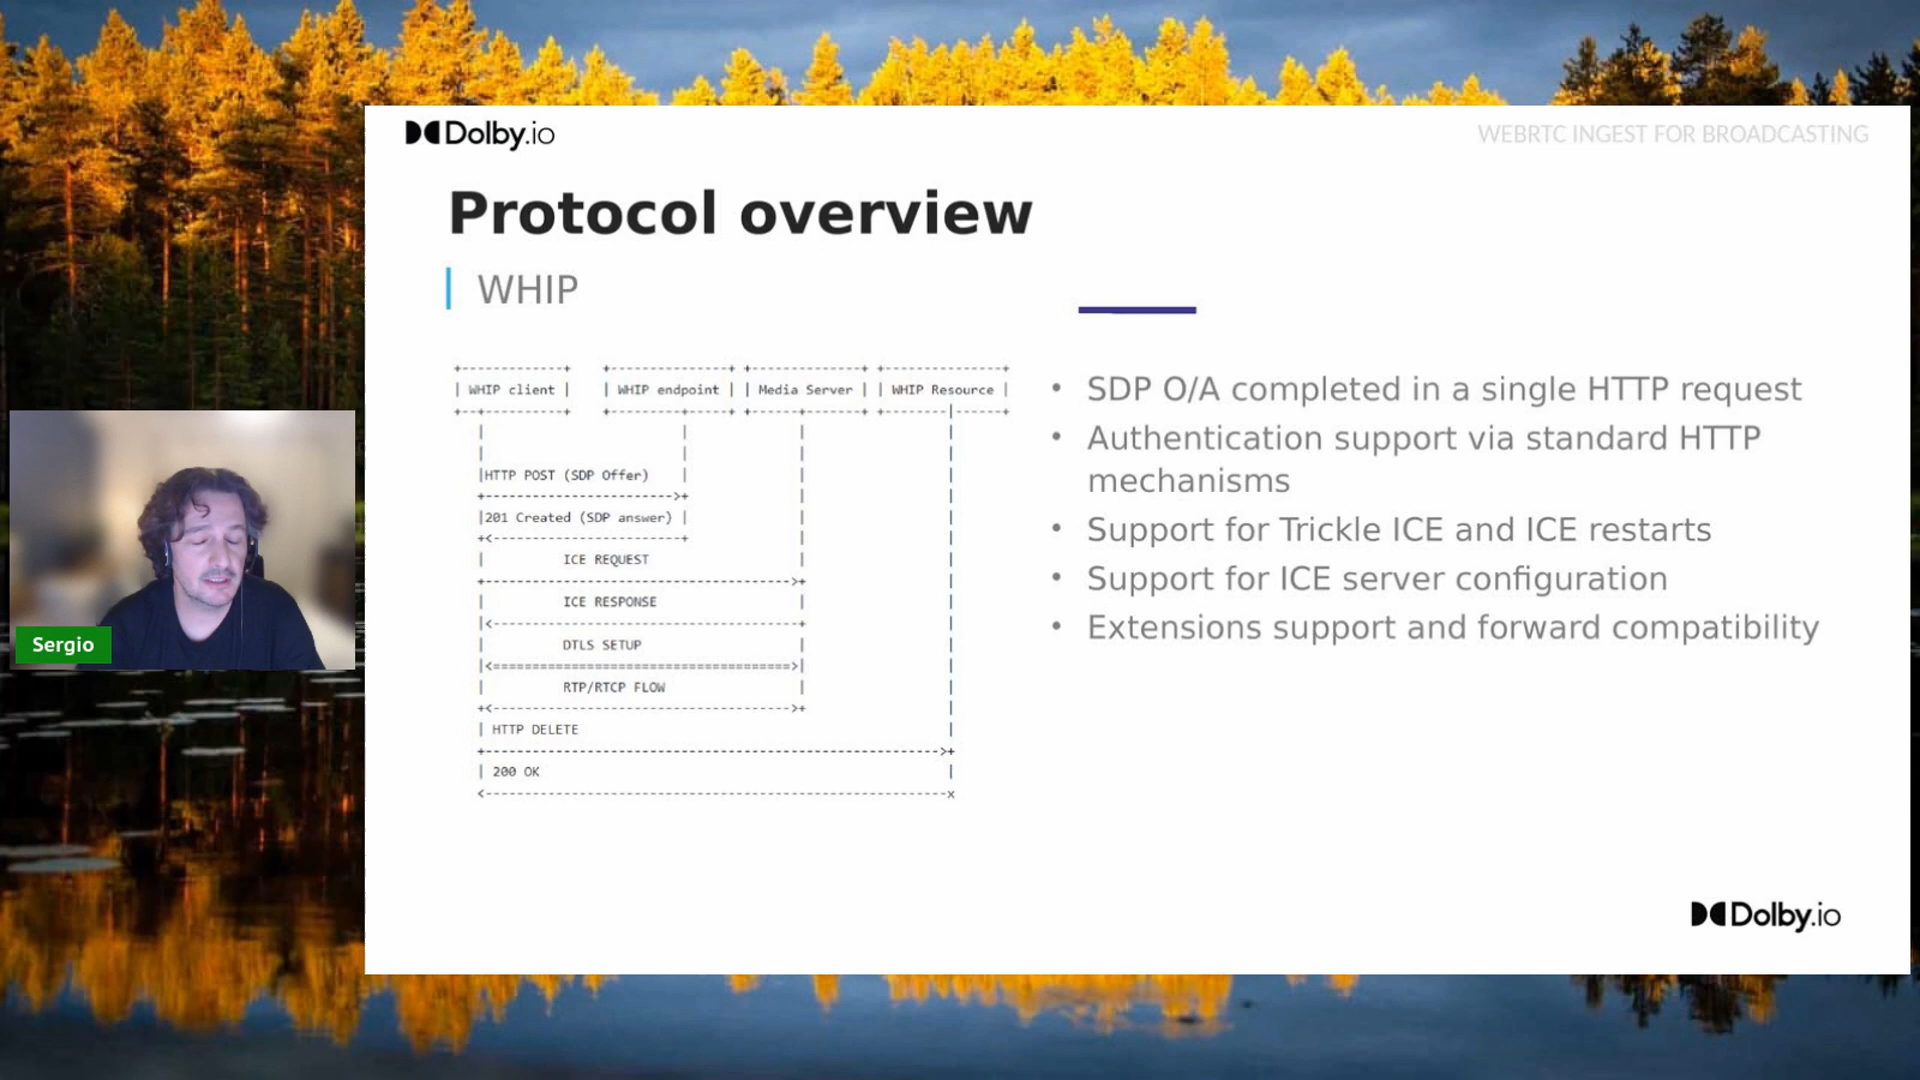 Dolby.io
WEBRTC INGEST FOR BROADCASTING
Protocol overview
WHIP
+-------------+    +---------------+ +--------------+ +---------------+
| WHIP client |    | WHIP endpoint | | Media Server | | WHIP Resource |
+--+----------+    +---------+-----+ +------+-------+ +--------|------+
|HTTP POST (SDP Offer)
|201 Created (SDP answer)
ICE REQUEST
ICE RESPONSE
DTLS SETUP
RTP/RTCP FLOW
| HTTP DELETE
| 200 OK
• SDP O/A completed in a single HTTP request
• Authentication support via standard HTTP
mechanisms
• Support for Trickle ICE and ICE restarts
• Support for ICE server configuration
• Extensions support and forward compatibility
Sergio
Dolby.io